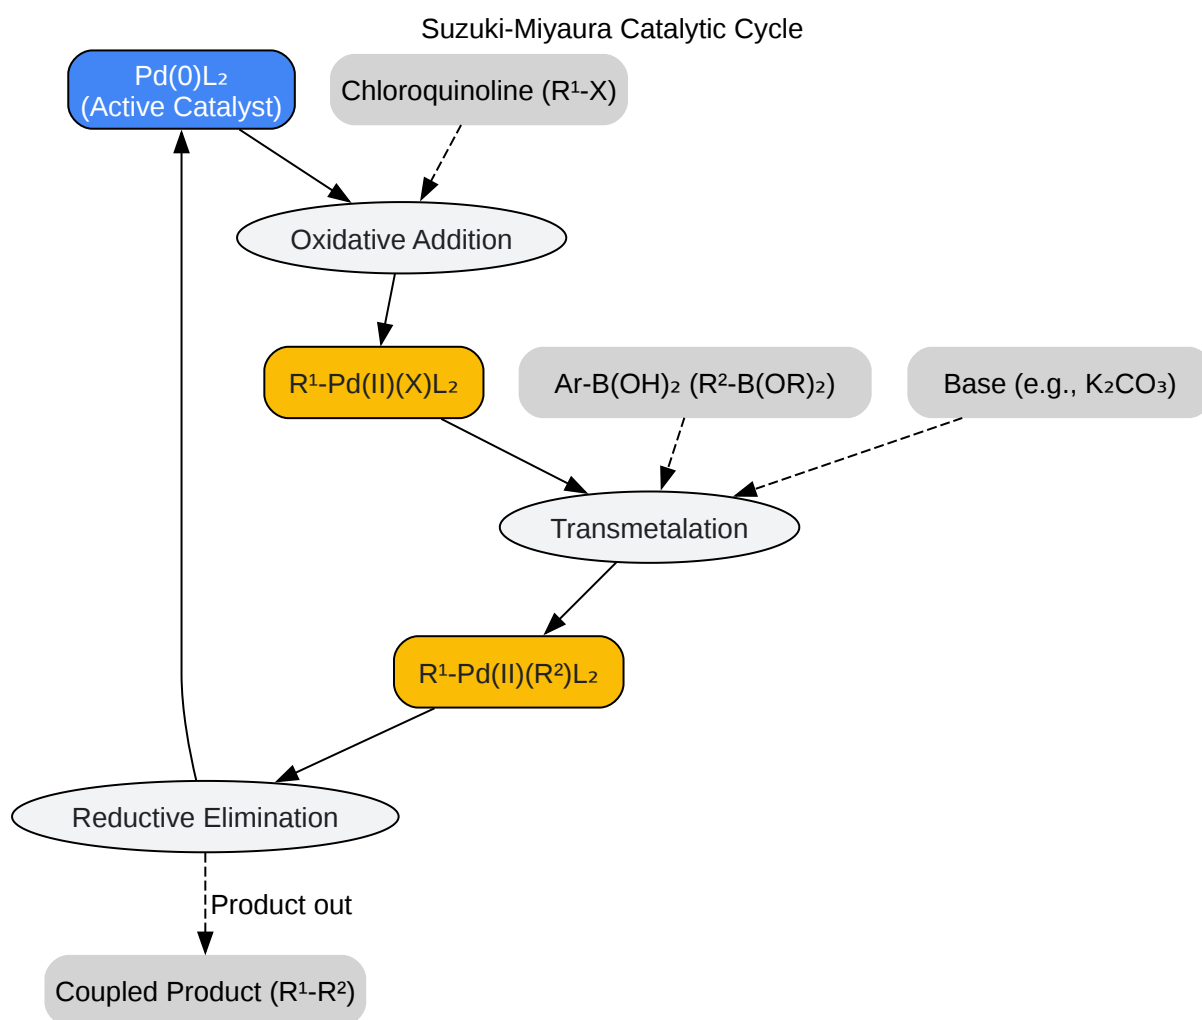 Suzuki-Miyaura Catalytic Cycle
Pd(0)L₂
(Active Catalyst)
Chloroquinoline (R¹-X)
Oxidative Addition
R¹-Pd(II)(X)L₂
Ar-B(OH)₂ (R²-B(OR)₂)
Base (e.g., K₂CO₃)
Transmetalation
R¹-Pd(II)(R²)L₂
Reductive Elimination
Product out
Coupled Product (R¹-R²)